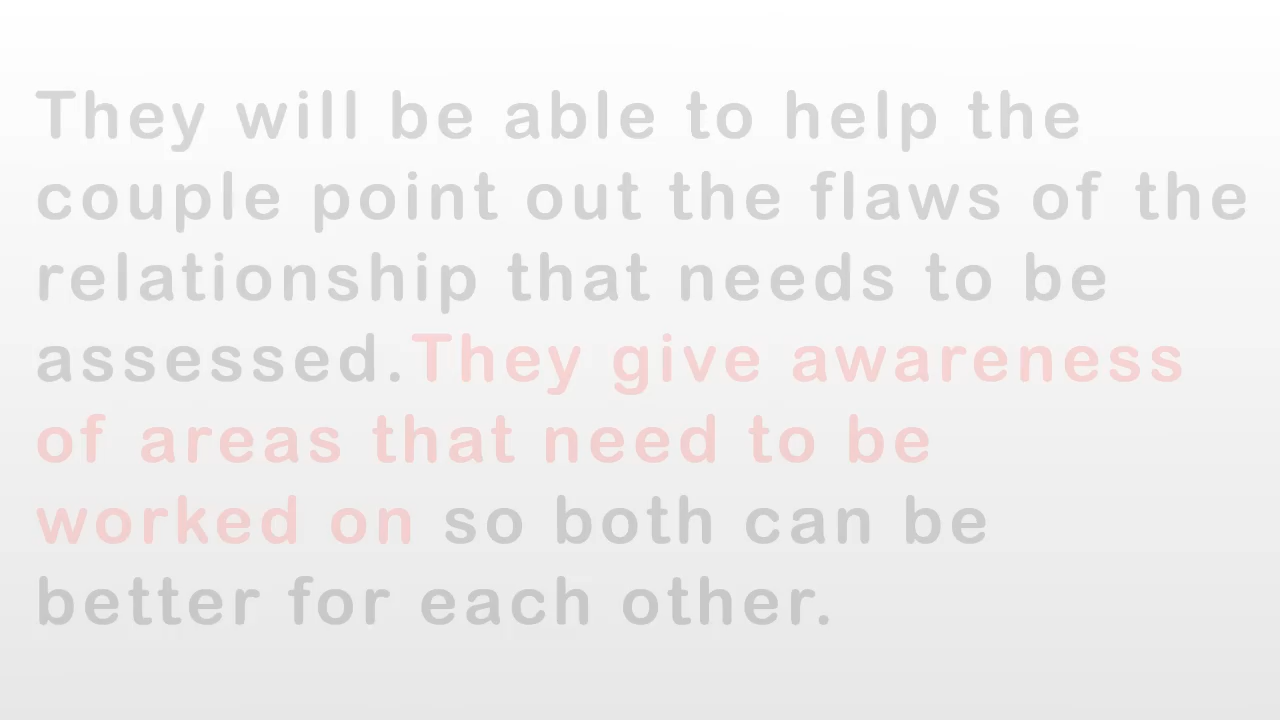 They will be able to help the
couple point out the flaws of the
relationship that needs to be
assessed.They give awareness
of areas that need to be
worked on so both can be
better for each other.